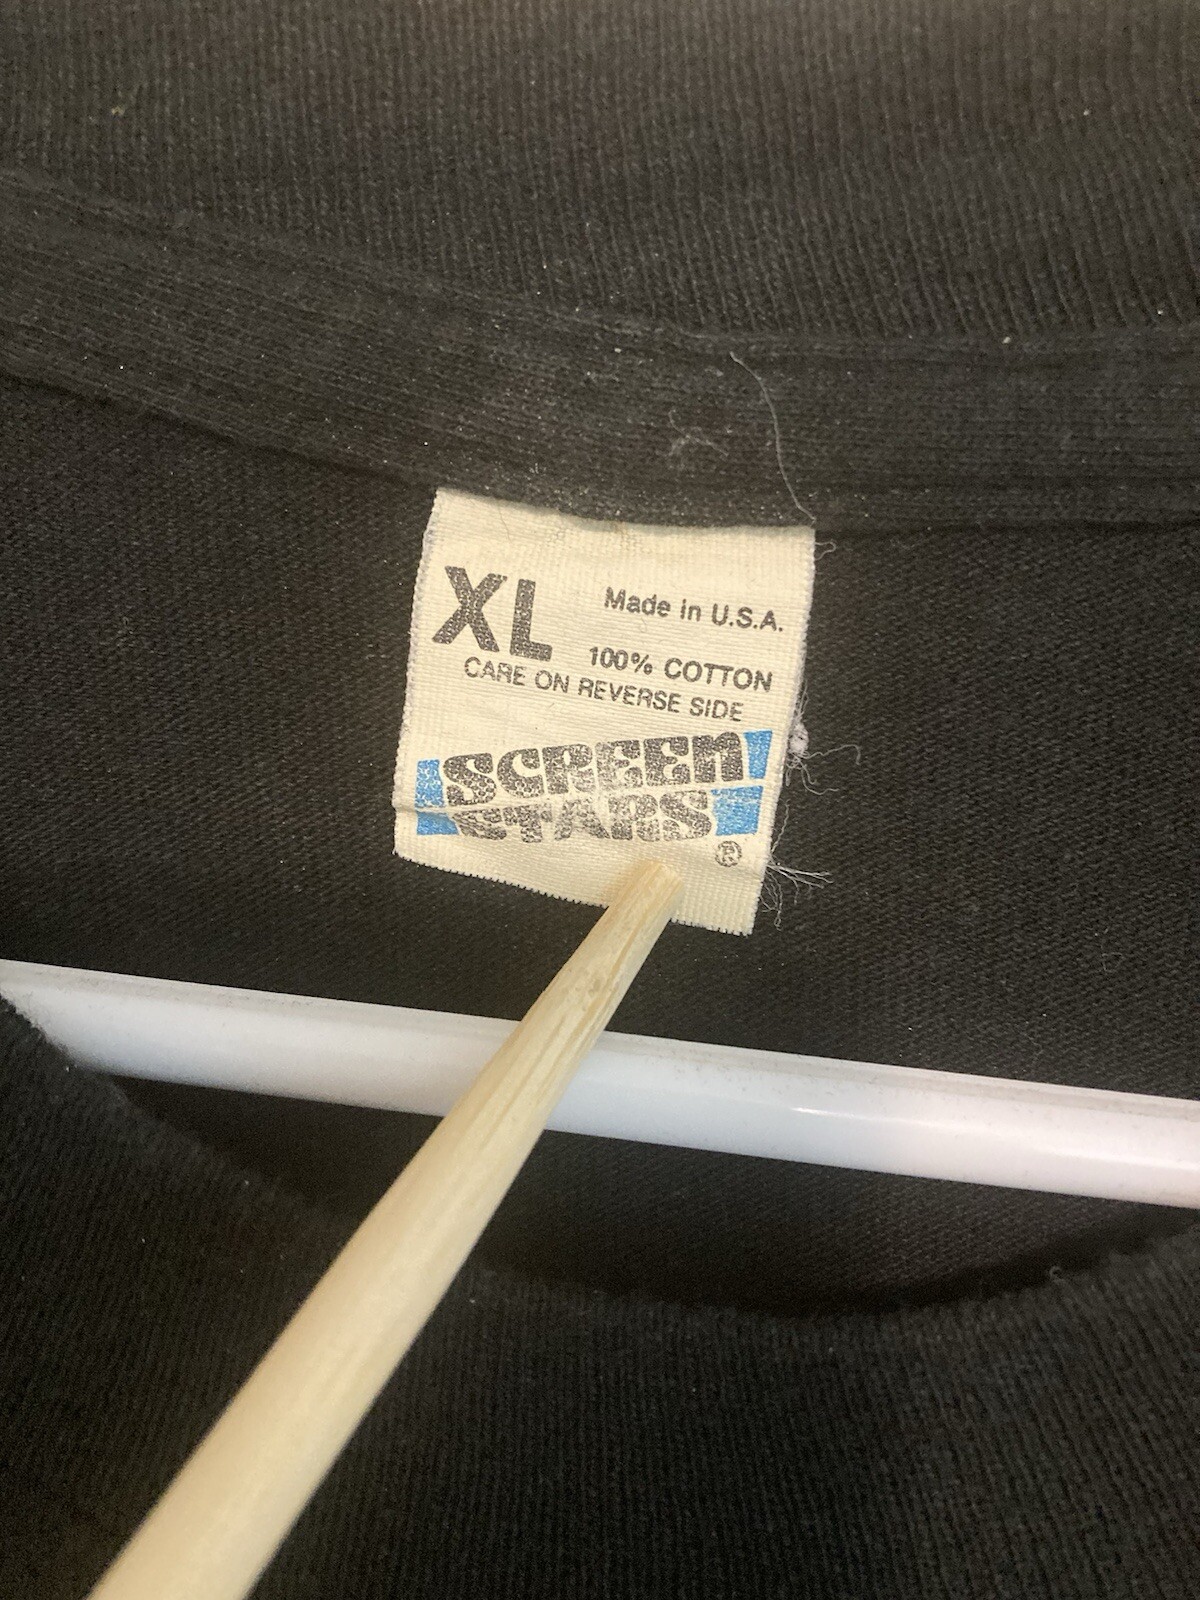 XL Made in U.S.A.
100% COTTON
CARE ON REVERSE SIDE
SCREEN
STARS
®